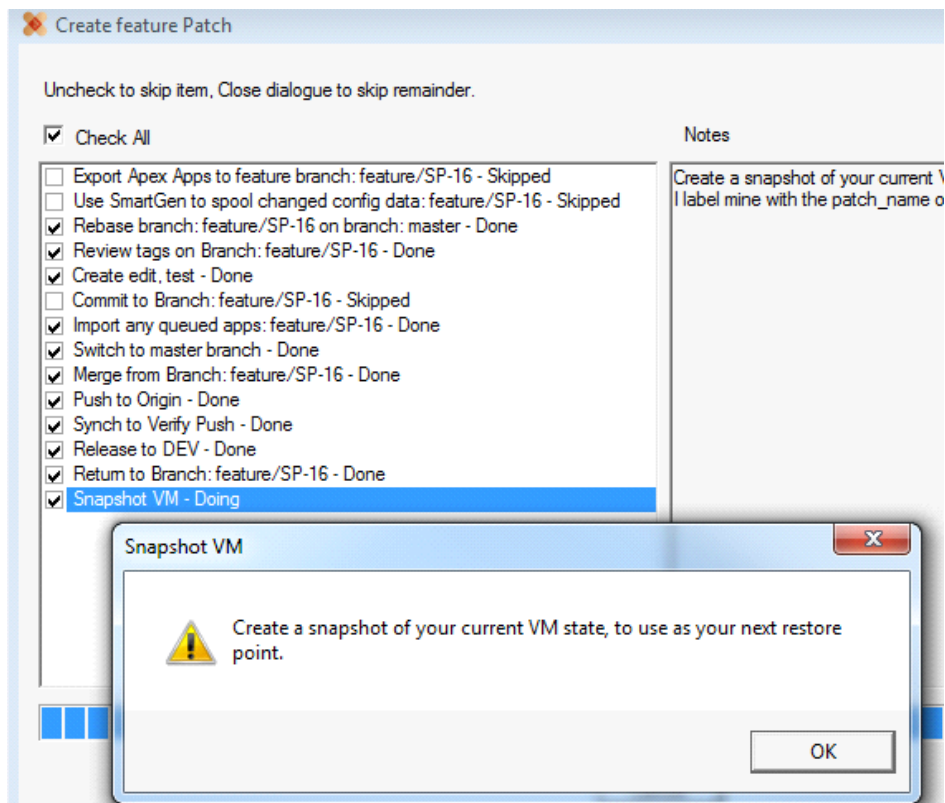 Create feature Patch
Uncheck to skip item, Close dialogue to skip remainder.
Check All
Notes
Export Apex Apps to feature branch: feature/SP-16 - Skipped
Use SmartGen to spool changed config data: feature/SP-16 - Skipped
Rebase branch: feature/SP-16 on branch: master - Done
Review tags on Branch: feature/SP-16 - Done
Create edit, test - Done
Commit to Branch: feature/SP-16 - Skipped
Import any queued apps: feature/SP-16 - Done
Switch to master branch - Done
Merge from Branch: feature/SP-16 - Done
Push to Origin - Done
Synch to Verify Push - Done
Release to DEV - Done
Return to Branch: feature/SP-16 - Done
Snapshot VM - Doing
Create a snapshot of your current
I label mine with the patch_name
Snapshot VM
Create a snapshot of your current VM state, to use as your next restore
point.
OK